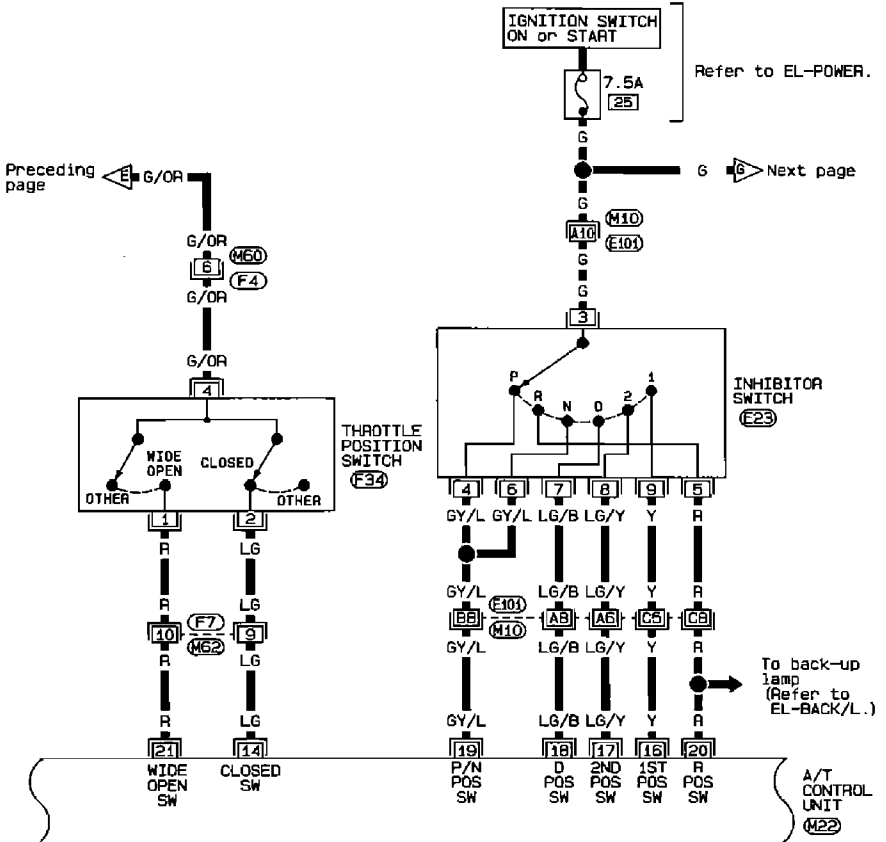 IGNITION SWITCH
ON or START
Refer to EL-POWER.
7.5A
25
G
Preceding
page
E
G/OR
G
G
Next page
G
M10
A10
E101
G/OR
M60
6
F4
G
G/OR
G
3
G/OR
4
P
R
N
D
2
1
INHIBITOR
SWITCH
E23
THROTTLE
POSITION
SWITCH
F34
WIDE
OPEN
CLOSED
OTHER
OTHER
1
2
4
6
7
8
9
5
R
LG
GY/L
GY/L
LG/B
LG/Y
Y
R
R
LG
GY/L
LG/B
LG/Y
Y
R
10
F7
M62
9
B8
E101
M10
A8
A6
C5
C8
R
LG
GY/L
LG/B
LG/Y
Y
R
To back-up
lamp
(Refer to
EL-BACK/L.)
R
LG
GY/L
LG/B
LG/Y
Y
R
21
14
19
18
17
16
20
WIDE
OPEN
SW
CLOSED
SW
P/N
POS
SW
D
POS
SW
2ND
POS
SW
1ST
POS
SW
R
POS
SW
A/T
CONTROL
UNIT
M22